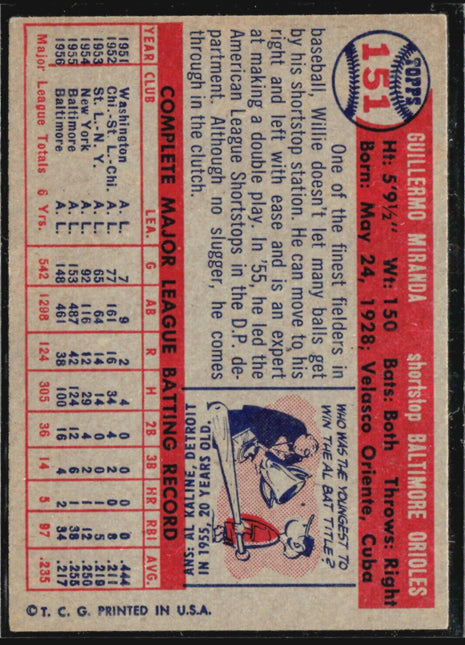 TOPPS
151
GUILLERMO MIRANDA shortstop BALTIMORE ORIOLES
Ht: 5'9½" Wt: 150 Bats: Both Throws: Right
Born: May 24, 1928; Velasco Oriente, Cuba
One of the finest fielders in
baseball, Willie doesn't let many balls get
by his shortstop station. He can move to his
right and left with ease and is an expert
at making a double play. In '55, he led the
American League Shortstops in the D.P. de-
partment. Although no slugger, he comes
through in the clutch.
WHO WAS THE YOUNGEST TO
WIN THE AL BAT TITLE?
ANS: AL KALINE, DETROIT
IN 1955, 20 YEARS OLD.
COMPLETE MAJOR LEAGUE BATTING RECORD
YEAR CLUB LEA. G AB R H 2B 3B HR RBI AVG.
1951 Washington A. L. 7 9 2 4 0 0 0 0 .444
1952 Chi.-St. L.-Chi. A. L. 77 161 16 34 4 2 0 8 .211
1953 St. L.-N. Y. A. L. 65 64 14 14 0 0 1 5 .219
1954 New York A. L. 92 116 12 29 4 2 1 12 .250
1955 Baltimore A. L. 153 487 42 124 12 6 1 38 .255
1956 Baltimore A. L. 148 461 38 100 16 4 2 34 .217
Major League Totals 6 Yrs. 542 1298 124 305 36 14 5 97 .235
© T. C. G. PRINTED IN U.S.A.